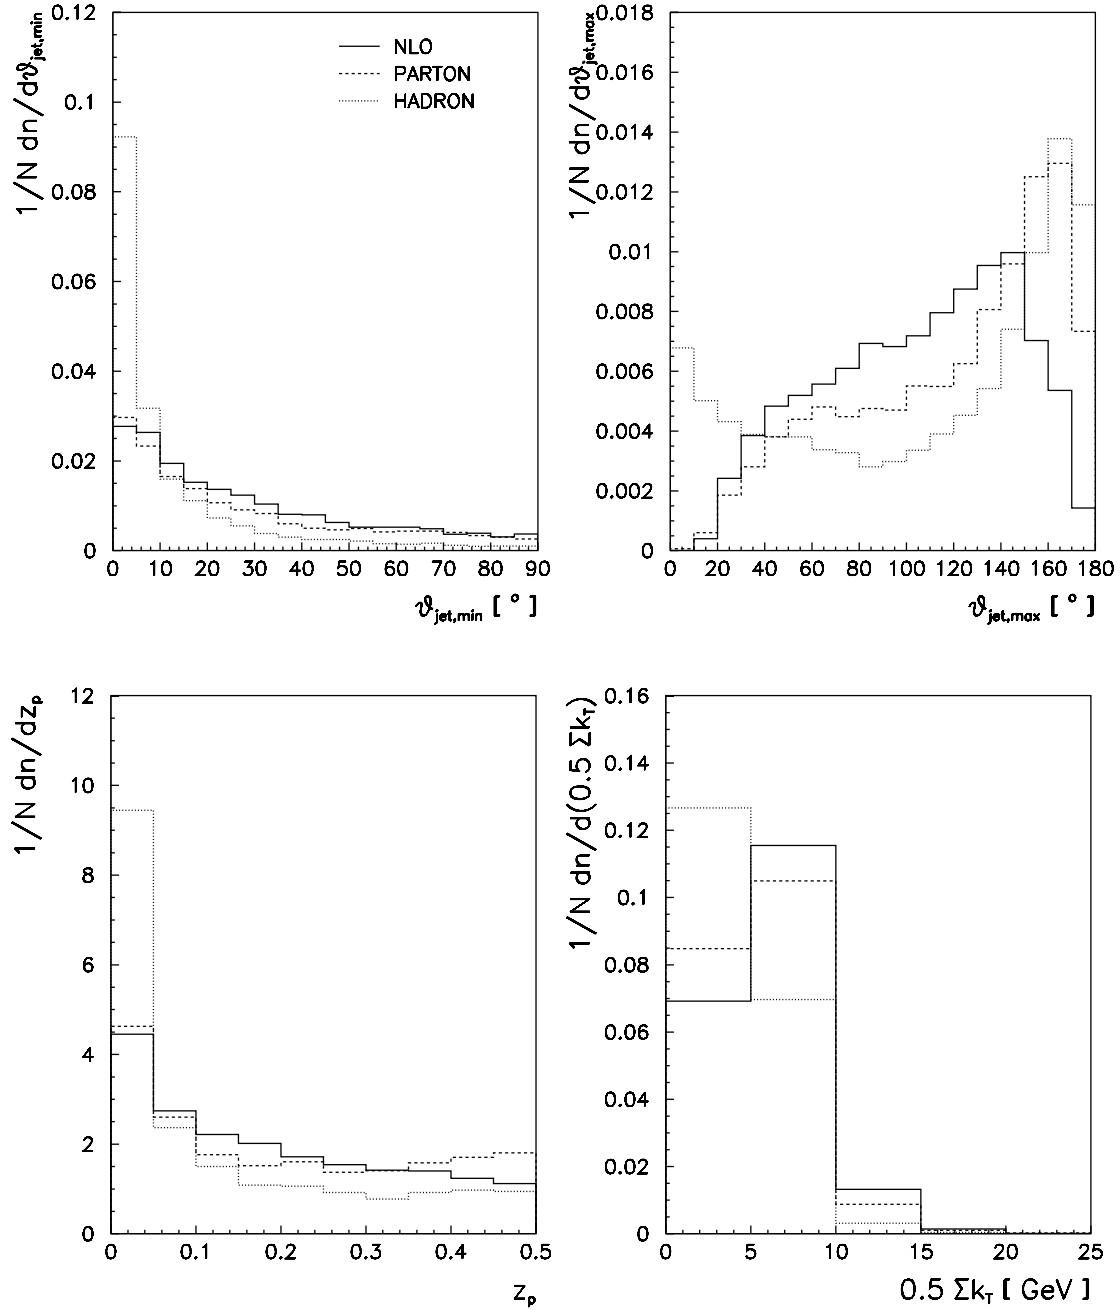 0.12
0.1
0.08
0.06
0.04
0.02
0
0 10 20 30 40 50 60 70 80 90
1/N dn/dϑjet,min
ϑjet,min [ ° ]
NLO
PARTON
HADRON
0.018
0.016
0.014
0.012
0.01
0.008
0.006
0.004
0.002
0
0 20 40 60 80 100 120 140 160 180
1/N dn/dϑjet,max
ϑjet,max [ ° ]
12
10
8
6
4
2
0
0 0.1 0.2 0.3 0.4 0.5
1/N dn/dzp
zp
0.16
0.14
0.12
0.1
0.08
0.06
0.04
0.02
0
0 5 10 15 20 25
1/N dn/d(0.5 ΣkT)
0.5 ΣkT [ GeV ]